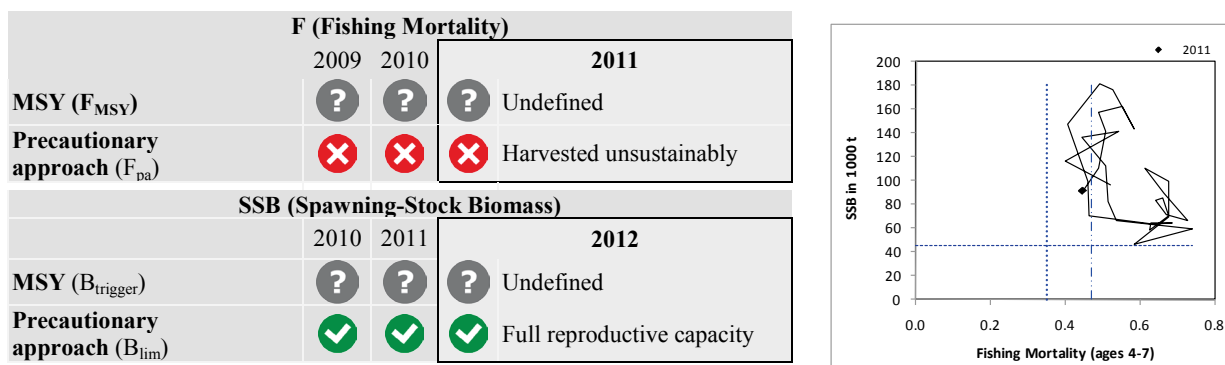 F (Fishing Mortality)
2009 2010 2011
MSY (FMSY) ? ? ? Undefined
Precautionary
approach (Fpa) Harvested unsustainably
SSB (Spawning-Stock Biomass)
2010 2011 2012
MSY (Btrigger) ? ? ? Undefined
Precautionary
approach (Blim) Full reproductive capacity
2011
200
180
160
140
120
100
80
60
40
20
0
SSB in 1000 t
0.0 0.2 0.4 0.6 0.8
Fishing Mortality (ages 4-7)